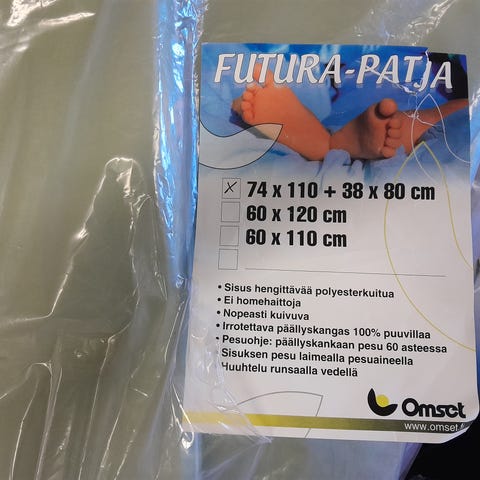 FUTURA-PATJA
74 x 110 + 38 x 80 cm
60 x 120 cm
60 x 110 cm
• Sisus hengittävää polyesterkuitua
• Ei homehaittoja
• Nopeasti kuivuva
• Irrotettava päällyskangas 100% puuvillaa
• Pesuohje: päällyskankaan pesu 60 asteessa
Sisuksen pesu laimealla pesuaineella
Huuhtelu runsaalla vedellä
Omset
www.omset.